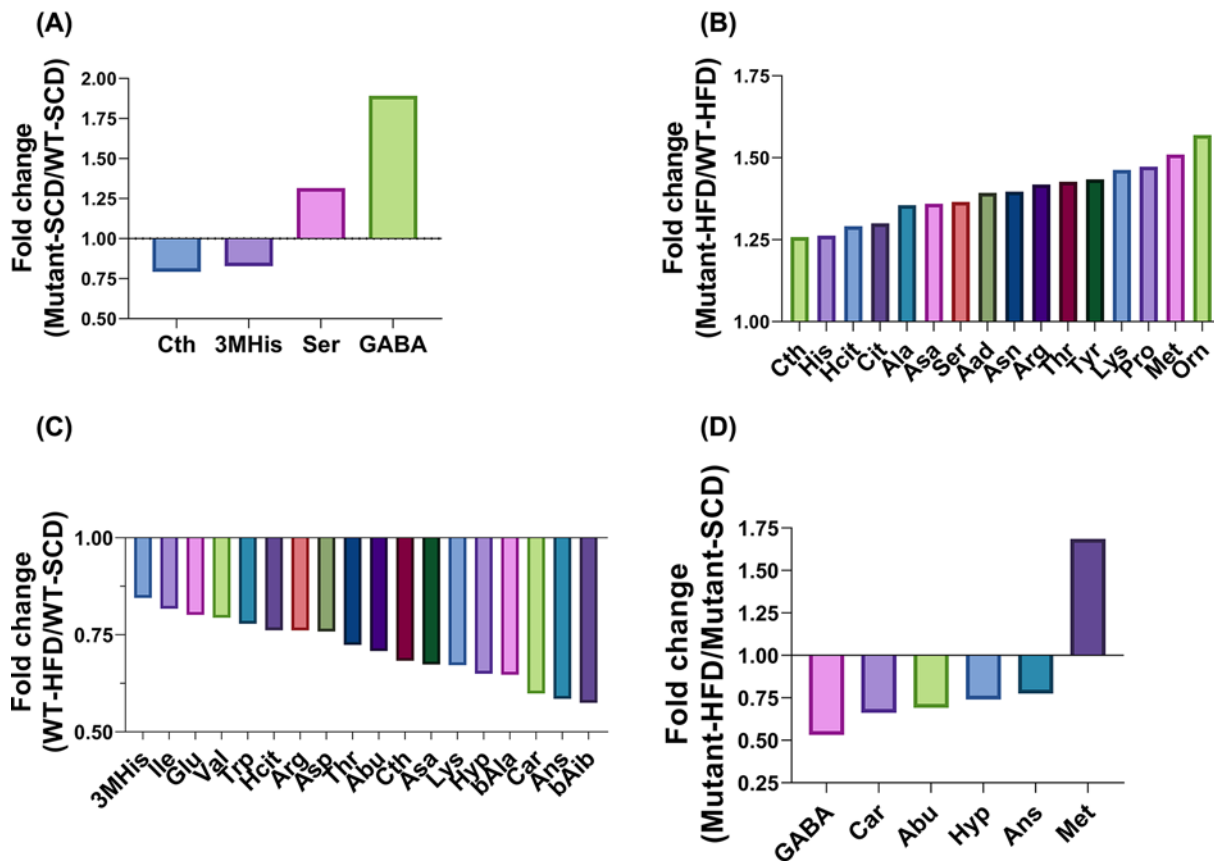 (A)
Fold change
(Mutant-SCD/WT-SCD)
2.00
1.75
1.50
1.25
1.00
0.75
0.50
Cth 3MHis Ser GABA
(B)
Fold change
(Mutant-HFD/WT-HFD)
1.75
1.50
1.25
1.00
Cth His Hcit Cit Ala Asa Ser Aad Asn Arg Thr Tyr Lys Pro Met Orn
(C)
Fold change
(WT-HFD/WT-SCD)
1.00
0.75
0.50
3MHis Ile Glu Val Trp Hcit Arg Asp Thr Abu Cth Asa Lys Hyp bAla Car Ans bAib
(D)
Fold change
(Mutant-HFD/Mutant-SCD)
1.75
1.50
1.25
1.00
0.75
0.50
0.25
GABA Car Abu Hyp Ans Met